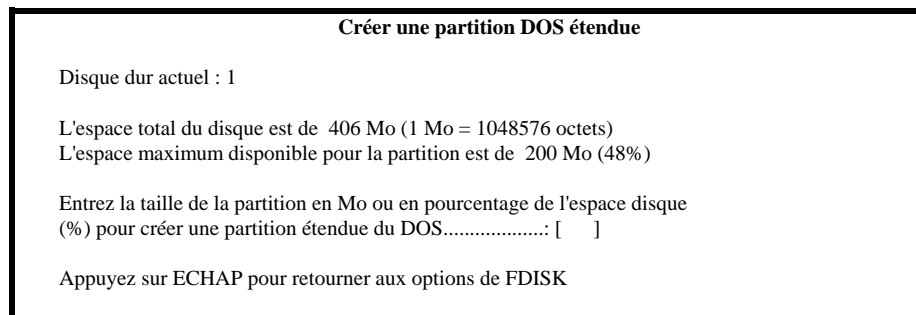 Créer une partition DOS étendue
Disque dur actuel : 1
L'espace total du disque est de  406 Mo (1 Mo = 1048576 octets)
L'espace maximum disponible pour la partition est de  200 Mo (48%)
Entrez la taille de la partition en Mo ou en pourcentage de l'espace disque
(%) pour créer une partition étendue du DOS...................: [    ]
Appuyez sur ECHAP pour retourner aux options de FDISK